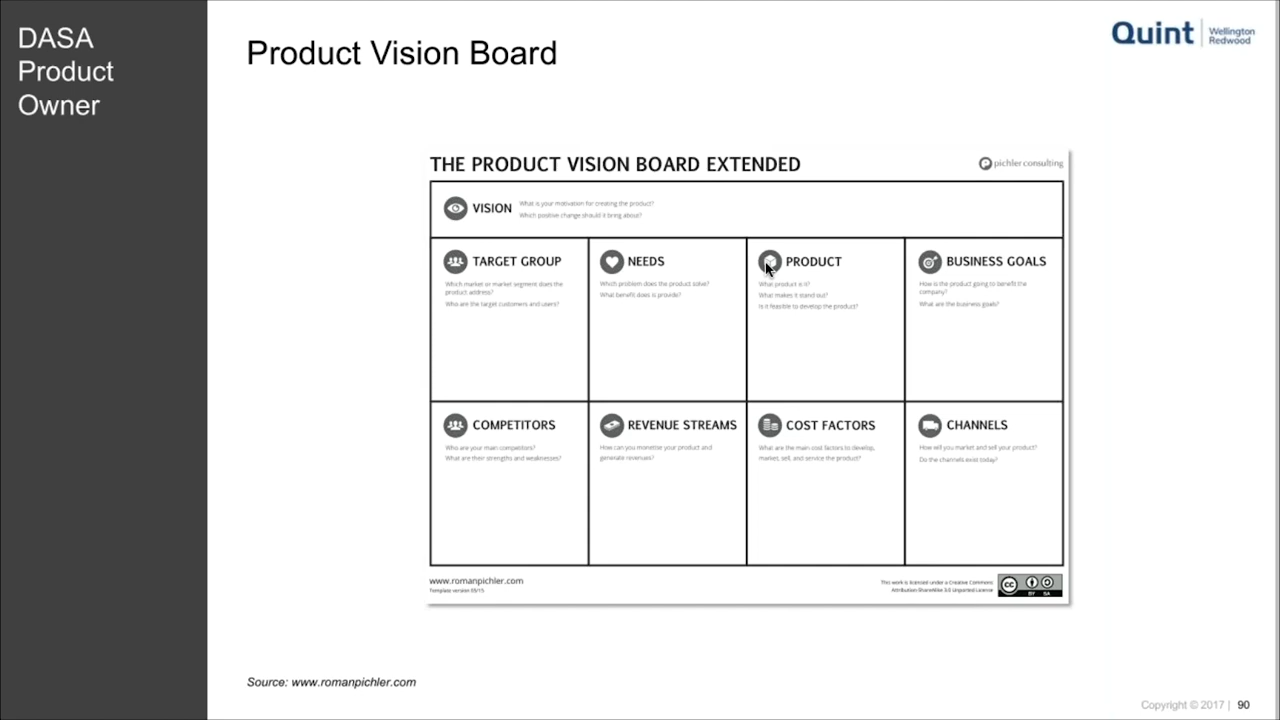 DASA
Product
Owner
Product Vision Board
Quint
Wellington
Redwood
THE PRODUCT VISION BOARD EXTENDED
pichler consulting
VISION
What is your motivation for creating the product?
Which positive change should it bring about?
TARGET GROUP
Which market or market segment does the
product address?
Who are the target customers and users?
NEEDS
Which problem does the product solve?
What benefit does is provide?
PRODUCT
What product is it?
What makes it stand out?
Is it feasible to develop the product?
BUSINESS GOALS
How is the product going to benefit the
company?
What are the business goals?
COMPETITORS
Who are your main competitors?
What are their strengths and weaknesses?
REVENUE STREAMS
How can you monetise your product and
generate revenues?
COST FACTORS
What are the main cost factors to develop,
market, sell, and service the product?
CHANNELS
How will you market and sell your product?
Do the channels exist today?
www.romanpichler.com
Template version 03/15
This work is licensed under a Creative Commons
Attribution-ShareAlike 3.0 Unported License
cc
BY SA
Source: www.romanpichler.com
Copyright © 2017 | 90